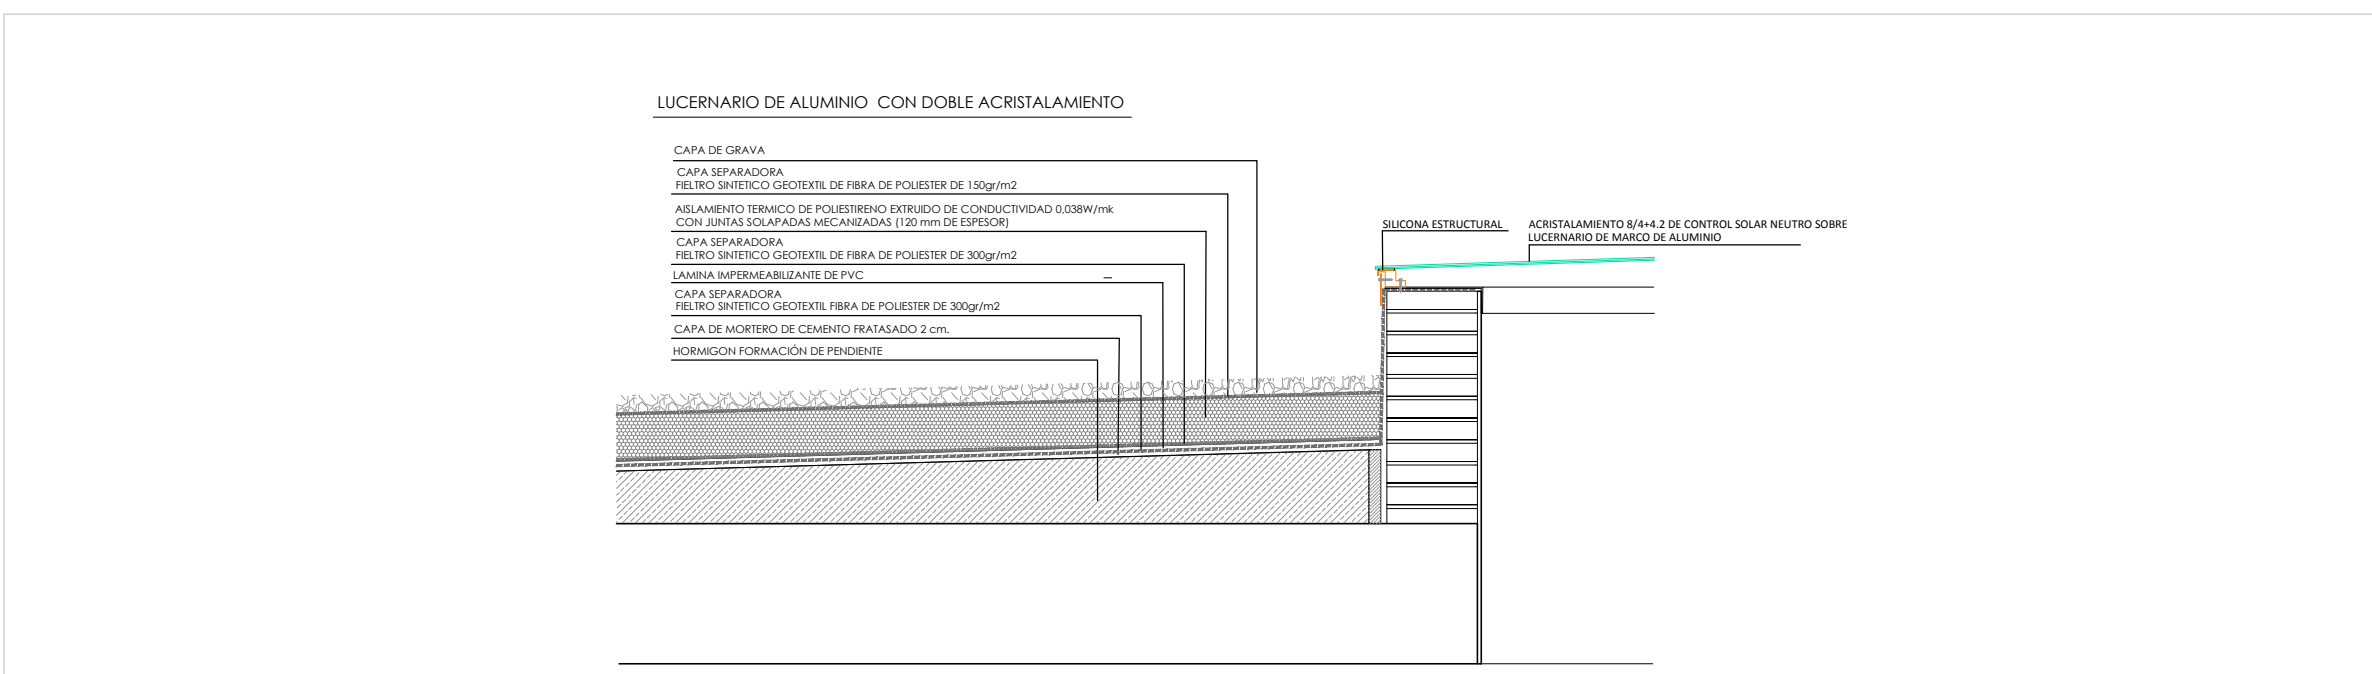 LUCERNARIO DE ALUMINIO CON DOBLE ACRISTALAMIENTO
CAPA DE GRAVA
CAPA SEPARADORA
FIELTRO SINTETICO GEOTEXTIL DE FIBRA DE POLIESTER DE 150gr/m2
AISLAMIENTO TERMICO DE POLIESTIRENO EXTRUIDO DE CONDUCTIVIDAD 0,038W/mk
CON JUNTAS SOLAPADAS MECANIZADAS (120 mm DE ESPESOR)
CAPA SEPARADORA
FIELTRO SINTETICO GEOTEXTIL DE FIBRA DE POLIESTER DE 300gr/m2
LAMINA IMPERMEABILIZANTE DE PVC
CAPA SEPARADORA
FIELTRO SINTETICO GEOTEXTIL FIBRA DE POLIESTER DE 300gr/m2
CAPA DE MORTERO DE CEMENTO FRATASADO 2 cm.
HORMIGON FORMACIÓN DE PENDIENTE
SILICONA ESTRUCTURAL
ACRISTALAMIENTO 8/4+4.2 DE CONTROL SOLAR NEUTRO SOBRE
LUCERNARIO DE MARCO DE ALUMINIO